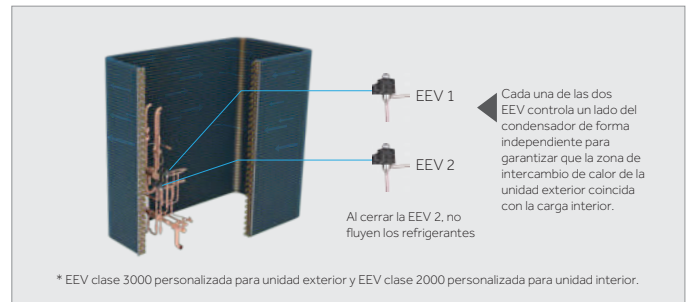 EEV 1
Cada una de las dos
EEV controla un lado del
condensador de forma
independiente para
garantizar que la zona de
intercambio de calor de la
unidad exterior coincida
con la carga interior.
EEV 2
Al cerrar la EEV 2, no
fluyen los refrigerantes
* EEV clase 3000 personalizada para unidad exterior y EEV clase 2000 personalizada para unidad interior.